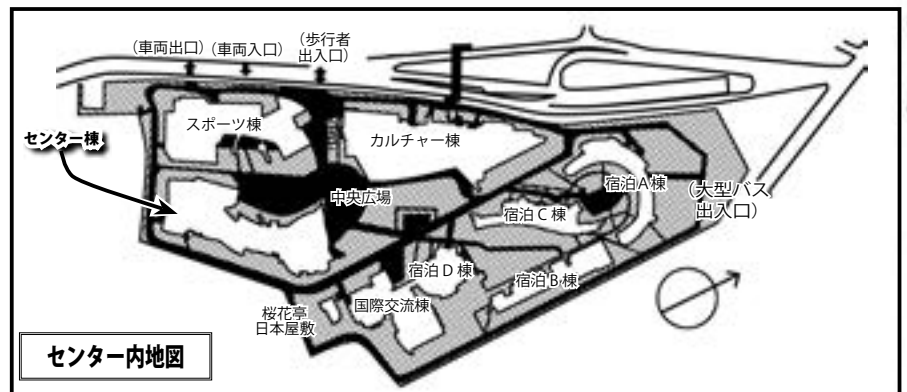 (車両出口)
(車両入口)
(歩行者
出入口)
スポーツ棟
カルチャー棟
センター棟
中央広場
宿泊A棟
(大型バス
出入口)
宿泊C棟
宿泊D棟
宿泊B棟
国際交流棟
桜花亭
日本屋敷
センター内地図